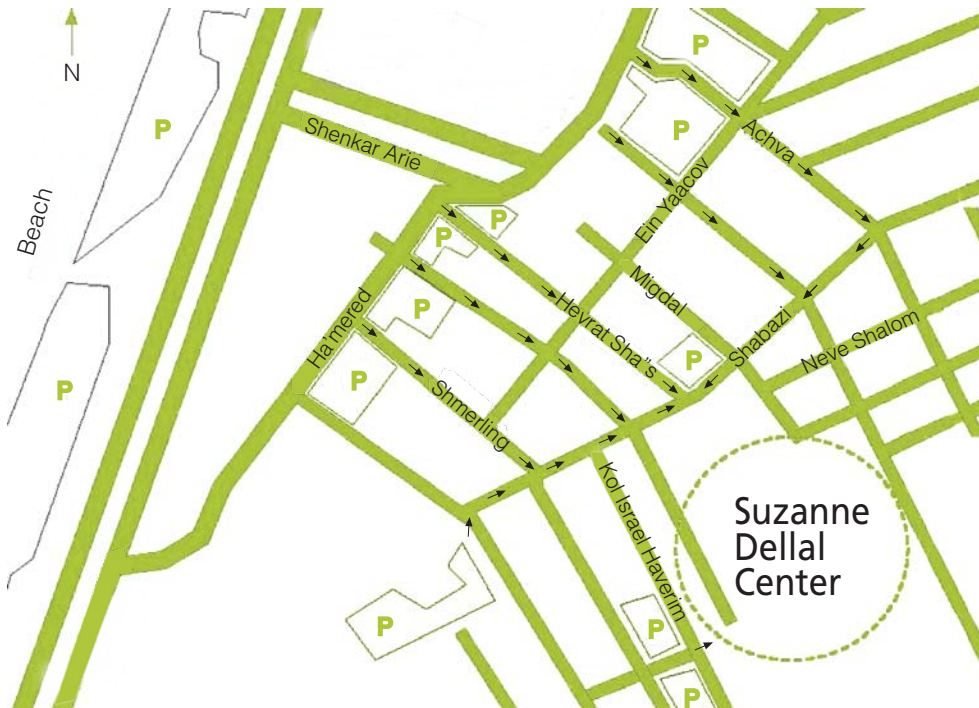 N
P
P
P
Achva
Shenkar Arie
Ein Yaacov
Beach
P
P
Migdal
Hevrat Sha"s
P
Ha'mered
Shabazi
Neve Shalom
P
P
P
Shmerling
Kol Israel Haverim
Suzanne
Dellal
Center
P
P
P